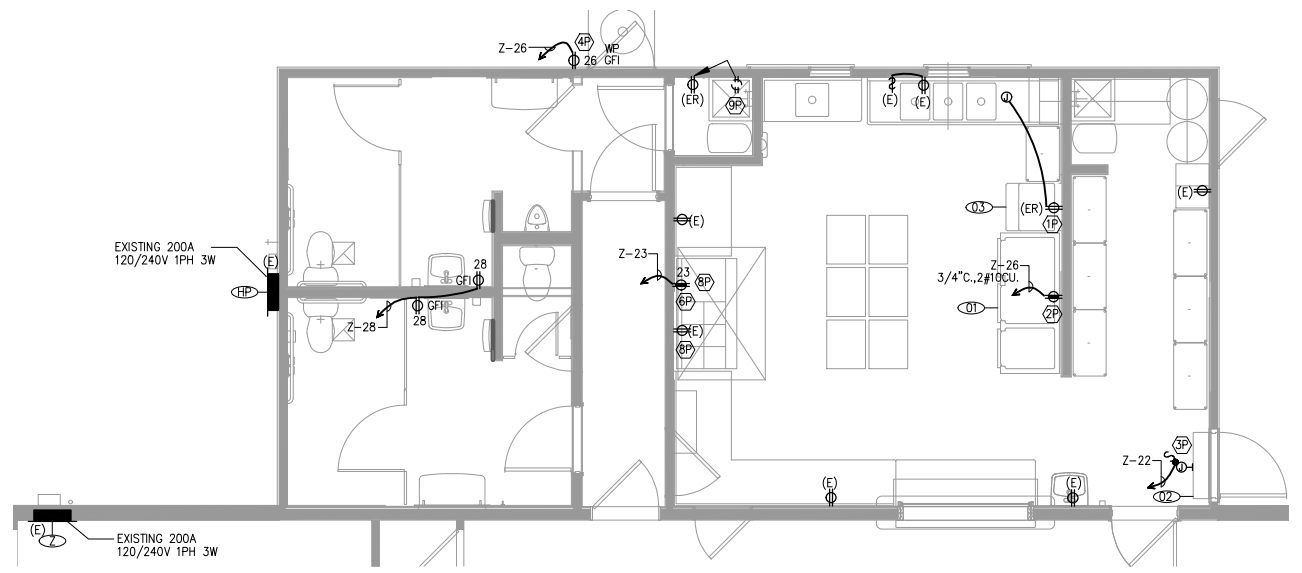 Z-26
4P
WP
26 GFI
(ER)
9P
(E)
(E)
J
(E)
03
(ER)
1P
(E)
EXISTING 200A
120/240V 1PH 3W
(E)
HP
Z-23
23
8P
6P
28
GFI
GFI
28
Z-28
Z-26
3/4"C.,2#10CU.
01
2P
(E)
8P
3P
Z-22
J
02
(E)
(E)
(E)
Z
EXISTING 200A
120/240V 1PH 3W